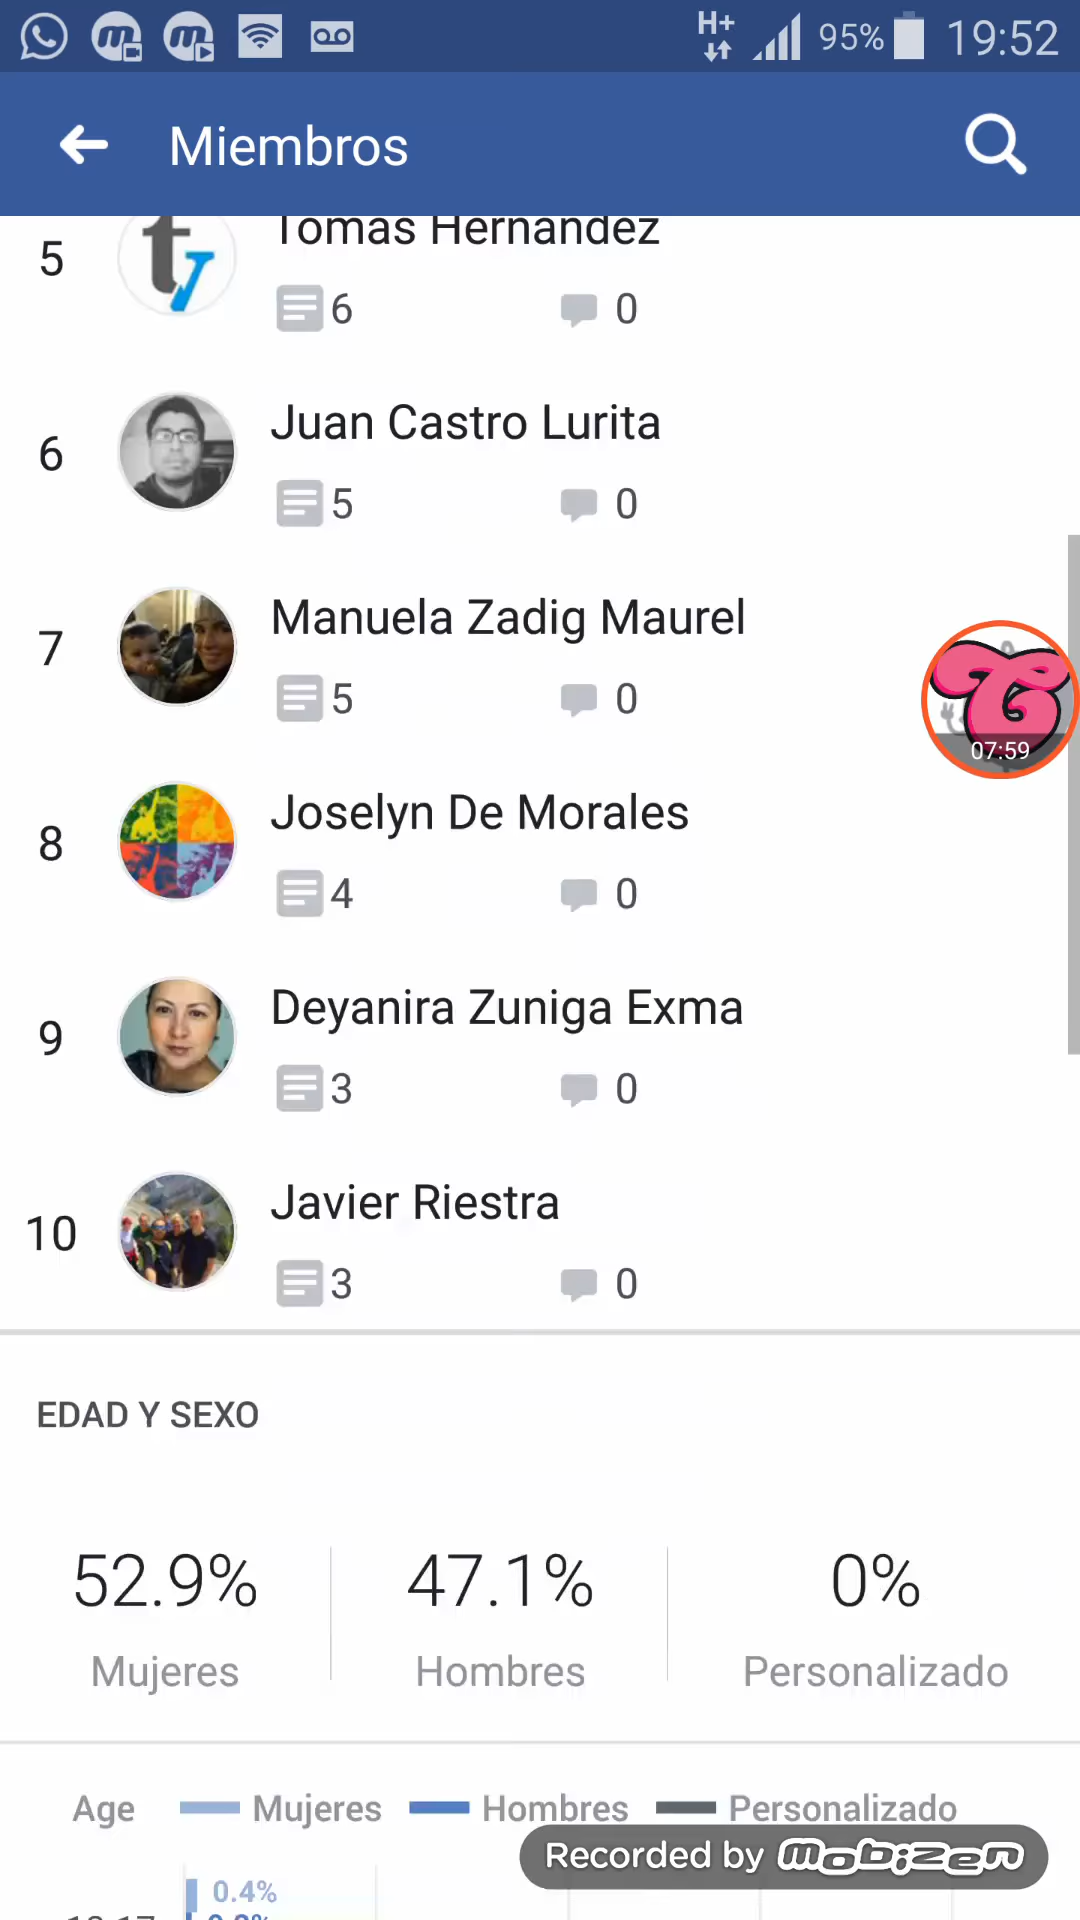 H+ 95% 19:52
Miembros
5 Tomas Hernandez
6 0
6 Juan Castro Lurita
5 0
7 Manuela Zadig Maurel
5 0
07:59
8 Joselyn De Morales
4 0
9 Deyanira Zuniga Exma
3 0
10 Javier Riestra
3 0
EDAD Y SEXO
52.9% 47.1% 0%
Mujeres Hombres Personalizado
Age Mujeres Hombres Personalizado
Recorded by mobizen
0.4%